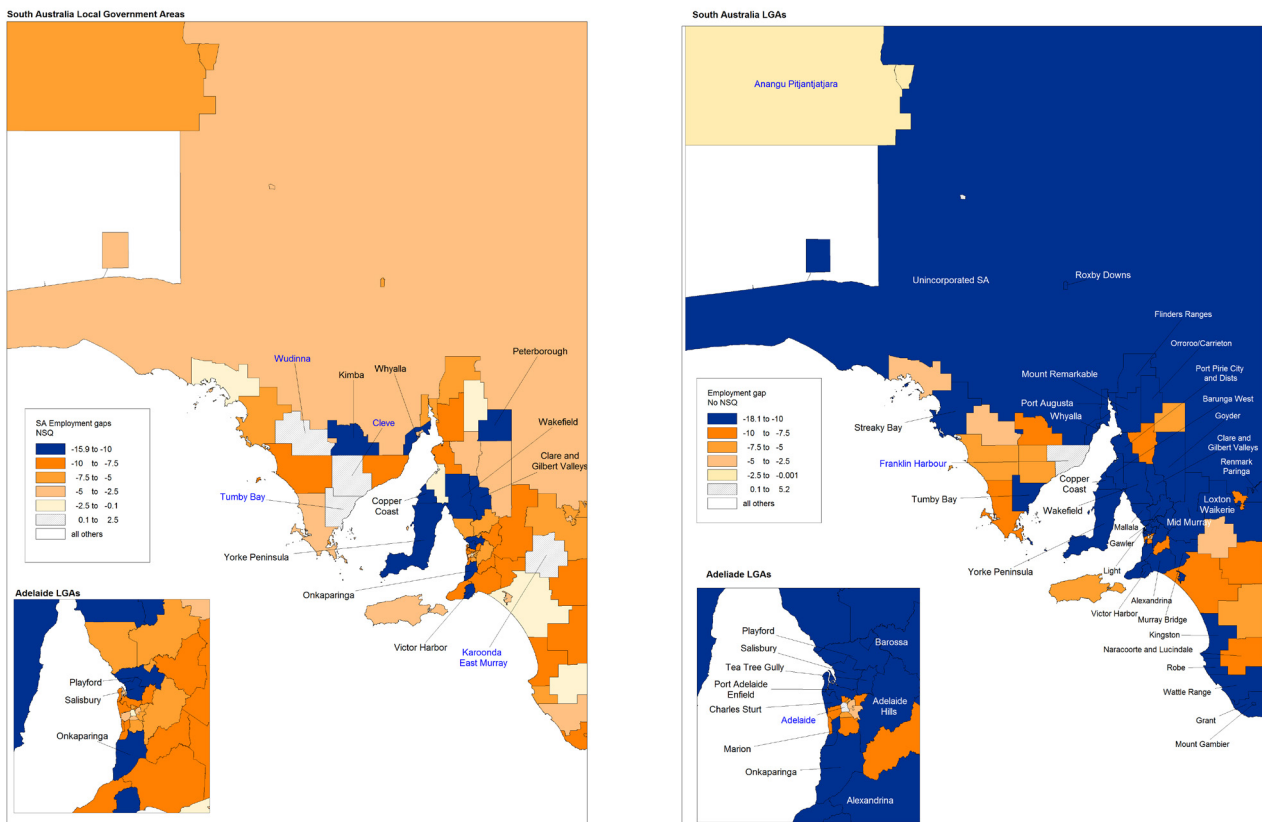 South Australia Local Government Areas
Wudinna
Kimba
Whyalla
Peterborough
Cleve
Wakefield
Clare and
Gilbert Valleys
Tumby Bay
Copper
Coast
Yorke Peninsula
Onkaparinga
Victor Harbor
Karoonda
East Murray
SA Employment gaps
NSQ
-15.9 to -10
-10 to -7.5
-7.5 to -5
-5 to -2.5
-2.5 to -0.1
0.1 to 2.5
all others
Adelaide LGAs
Playford
Salisbury
Onkaparinga
South Australia LGAs
Anangu Pitjantjatjara
Unincorporated SA
Roxby Downs
Flinders Ranges
Orroroo/Carrieton
Mount Remarkable
Port Pirie City
and Dists
Port Augusta
Barunga West
Whyalla
Goyder
Streaky Bay
Clare and
Gilbert Valleys
Franklin Harbour
Renmark
Paringa
Copper
Coast
Tumby Bay
Loxton
Waikerie
Wakefield
Mid Murray
Mallala
Gawler
Yorke Peninsula
Light
Alexandrina
Victor Harbor
Murray Bridge
Kingston
Naracoorte and Lucindale
Robe
Wattle Range
Grant
Mount Gambier
Employment gap
No NSQ
-18.1 to -10
-10 to -7.5
-7.5 to -5
-5 to -2.5
-2.5 to -0.001
0.1 to 5.2
all others
Adeliade LGAs
Playford
Barossa
Salisbury
Tea Tree Gully
Port Adelaide
Enfield
Charles Sturt
Adelaide
Hills
Adelaide
Marion
Onkaparinga
Alexandrina